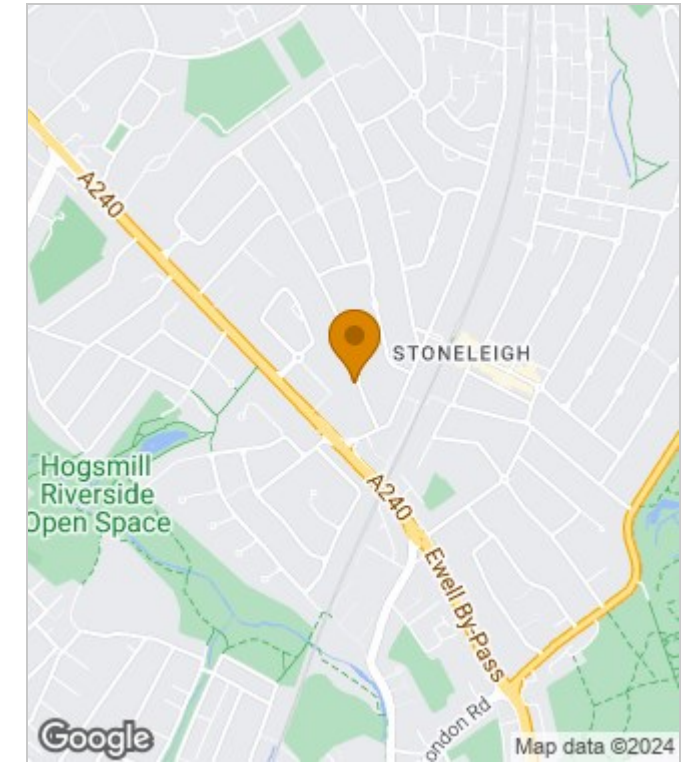 A240
STONELEIGH
Hogsmill
Riverside
Open Space
A240
Ewell By-Pass
ondon Rd
Google
Map data ©2024